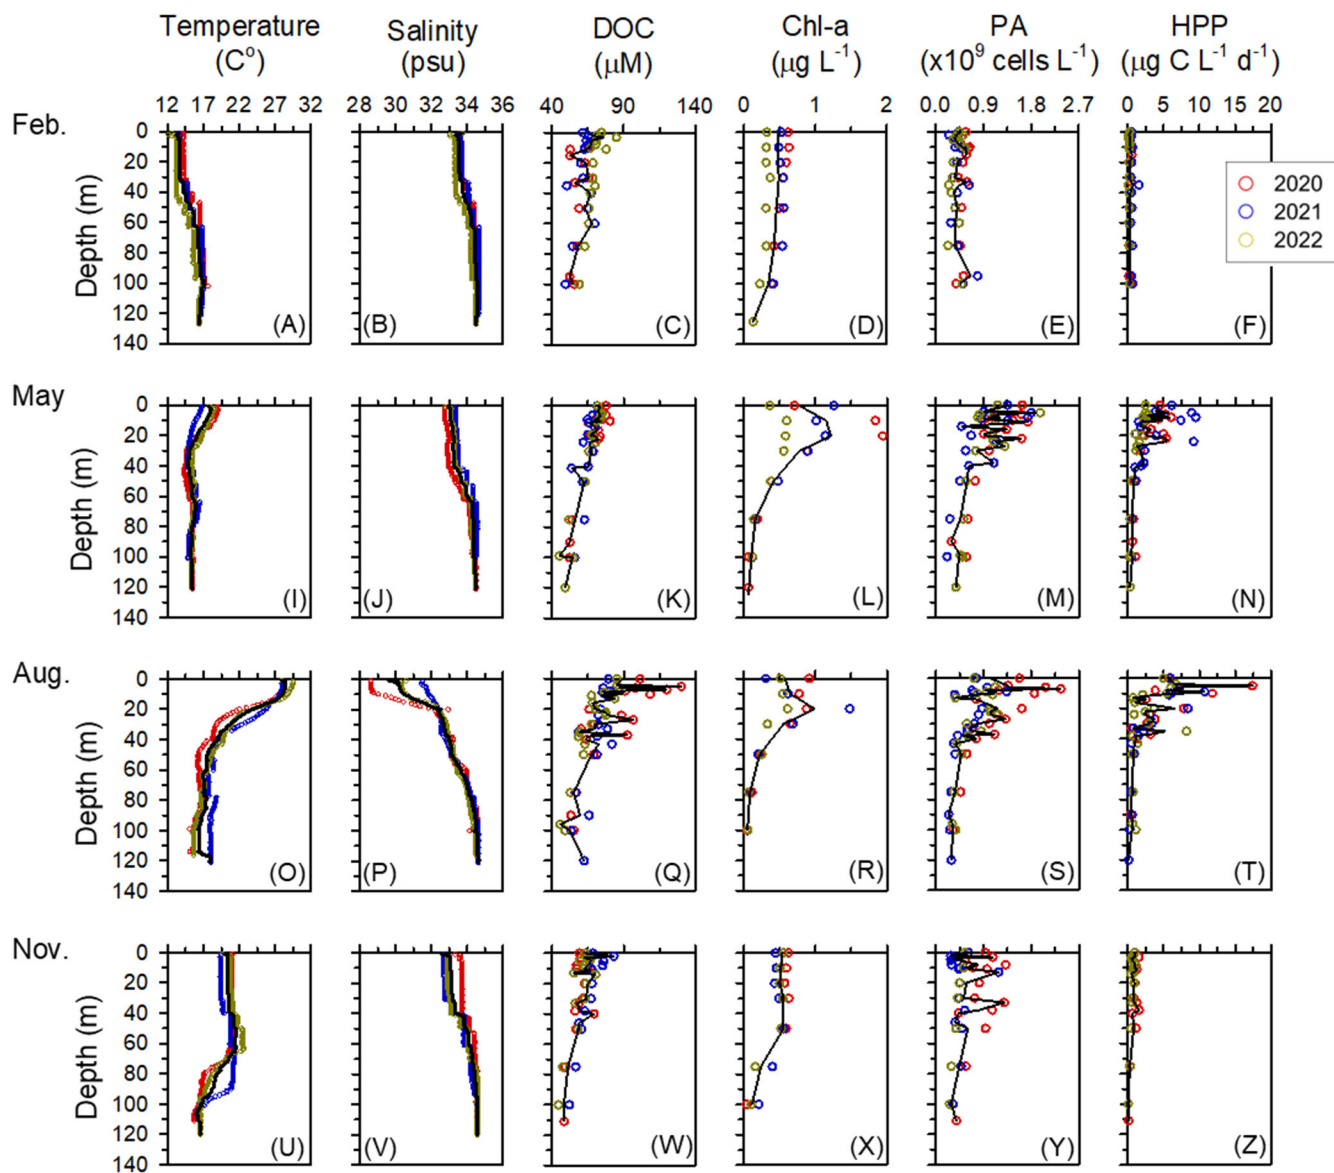 Temperature Salinity DOC Chl-a PA HPP
(Cº) (psu) (μM) (μg L⁻¹) (x10⁹ cells L⁻¹) (μg C L⁻¹ d⁻¹)
12 17 22 27 32 28 30 32 34 36 40 90 140 0 1 2 0.0 0.9 1.8 2.7 0 5 10 15 20
Feb.
0
20
40
60
80
100
120
140
Depth (m)
(A) (B) (C) (D) (E) (F)
2020
2021
2022
May
0
20
40
60
80
100
120
140
Depth (m)
(I) (J) (K) (L) (M) (N)
Aug.
0
20
40
60
80
100
120
140
Depth (m)
(O) (P) (Q) (R) (S) (T)
Nov.
0
20
40
60
80
100
120
140
Depth (m)
(U) (V) (W) (X) (Y) (Z)